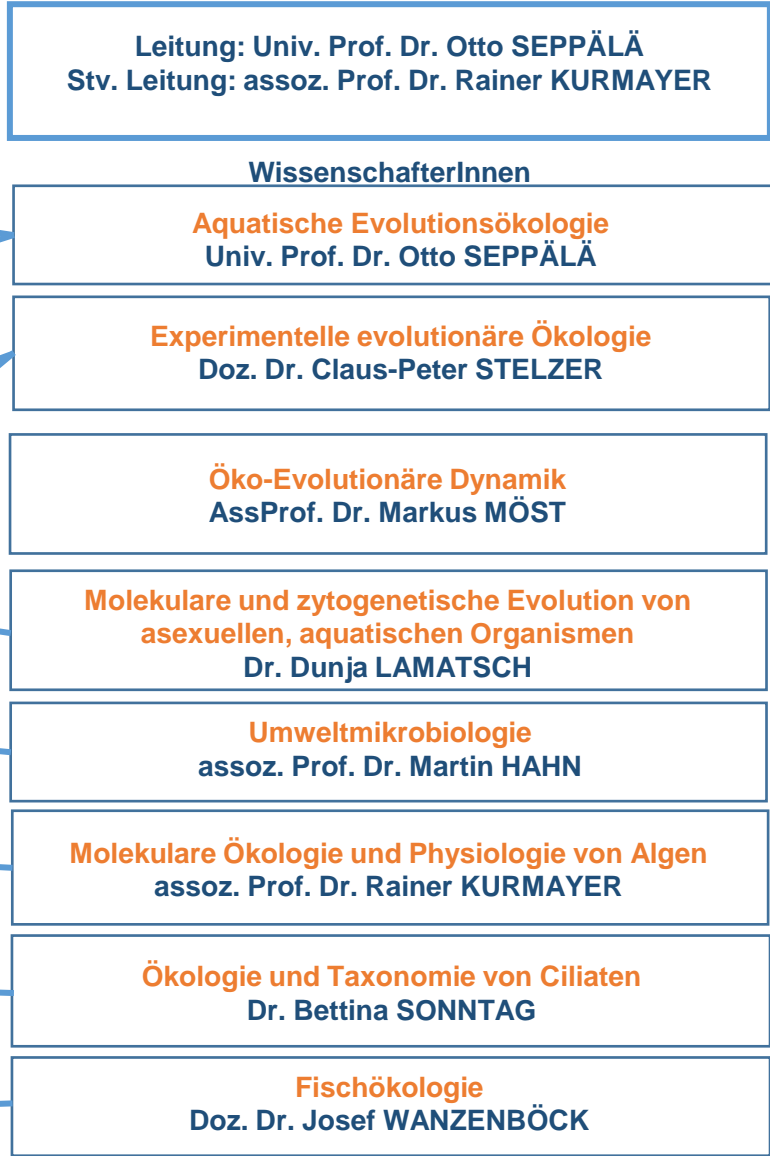 Leitung: Univ. Prof. Dr. Otto SEPPÄLÄ
Stv. Leitung: assoz. Prof. Dr. Rainer KURMAYER
WissenschafterInnen
Aquatische Evolutionsökologie
Univ. Prof. Dr. Otto SEPPÄLÄ
Experimentelle evolutionäre Ökologie
Doz. Dr. Claus-Peter STELZER
Öko-Evolutionäre Dynamik
AssProf. Dr. Markus MÖST
Molekulare und zytogenetische Evolution von
asexuellen, aquatischen Organismen
Dr. Dunja LAMATSCH
Umweltmikrobiologie
assoz. Prof. Dr. Martin HAHN
Molekulare Ökologie und Physiologie von Algen
assoz. Prof. Dr. Rainer KURMAYER
Ökologie und Taxonomie von Ciliaten
Dr. Bettina SONNTAG
Fischökologie
Doz. Dr. Josef WANZENBÖCK